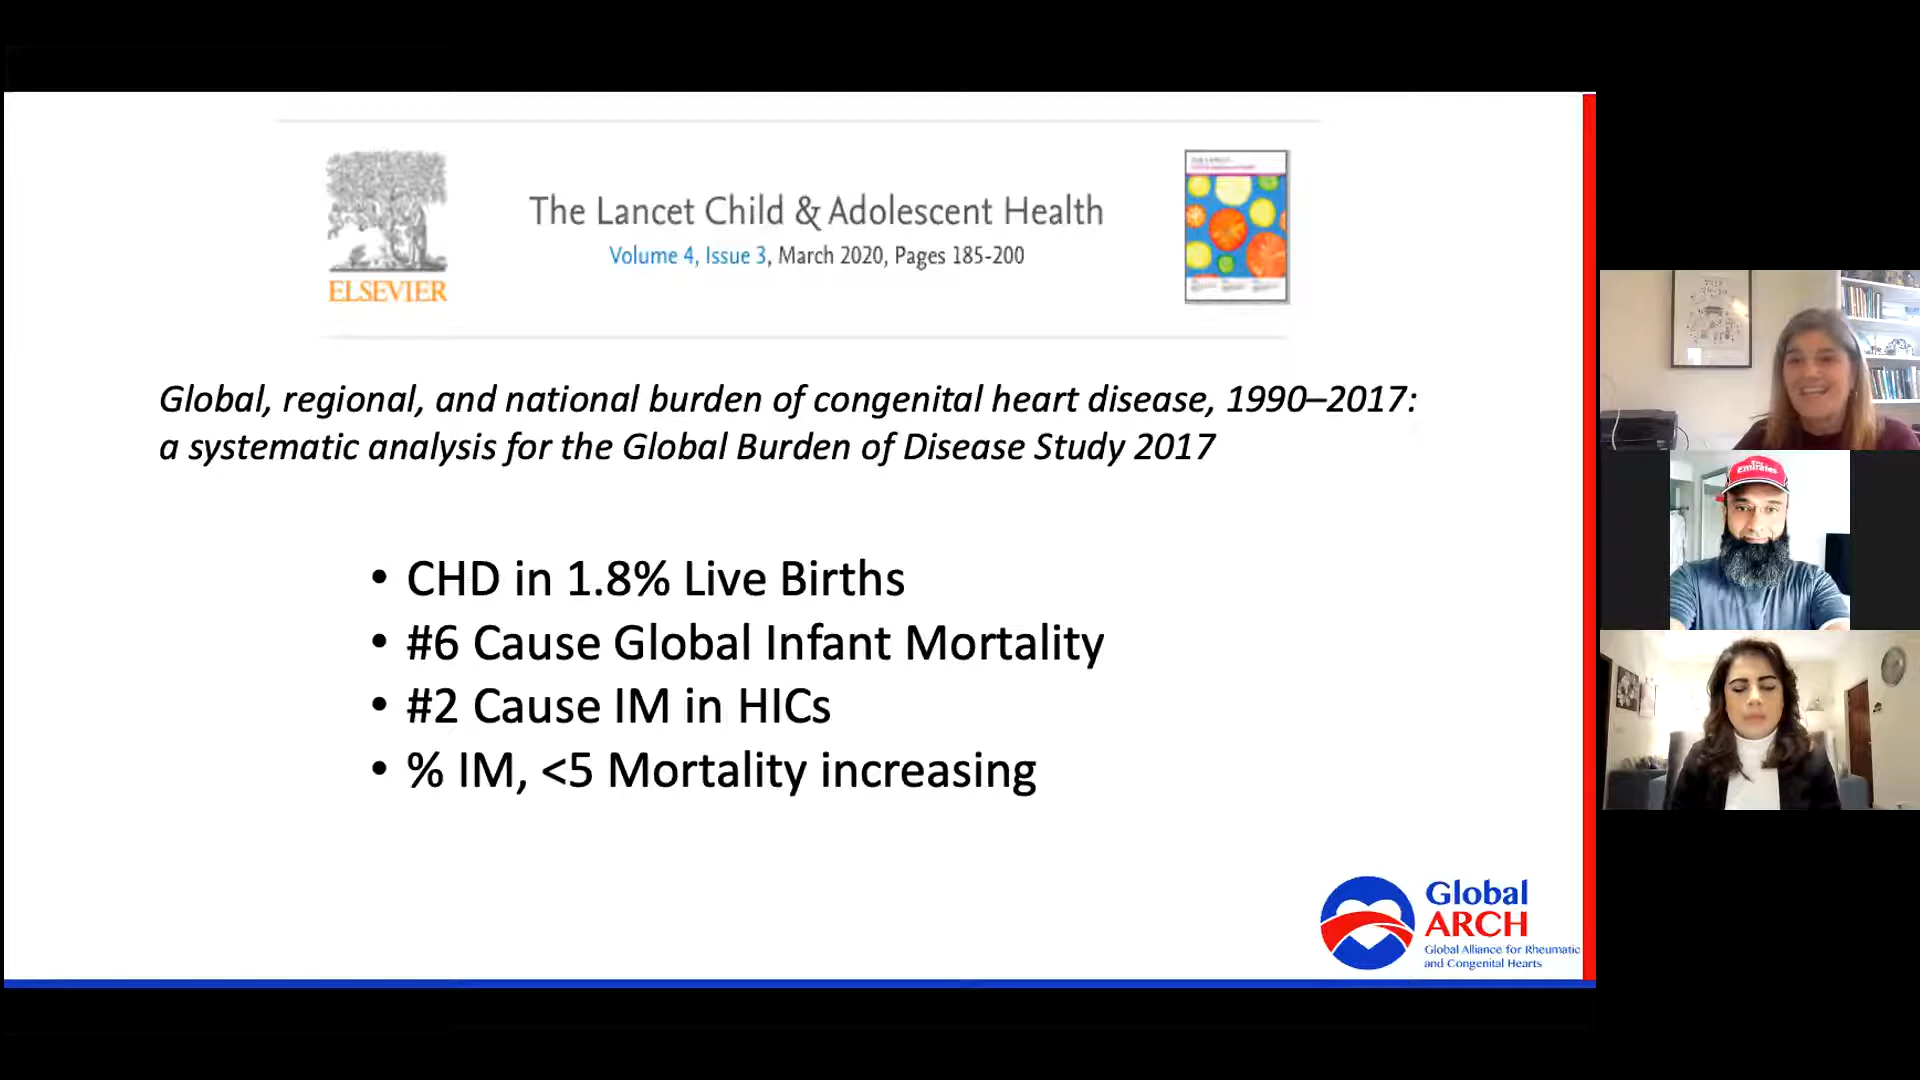 The Lancet Child & Adolescent Health
Volume 4, Issue 3, March 2020, Pages 185-200
ELSEVIER
Global, regional, and national burden of congenital heart disease, 1990–2017:
a systematic analysis for the Global Burden of Disease Study 2017
• CHD in 1.8% Live Births
• #6 Cause Global Infant Mortality
• #2 Cause IM in HICs
• % IM, <5 Mortality increasing
Global
ARCH
Global Alliance for Rheumatic
and Congenital Hearts
Emirates